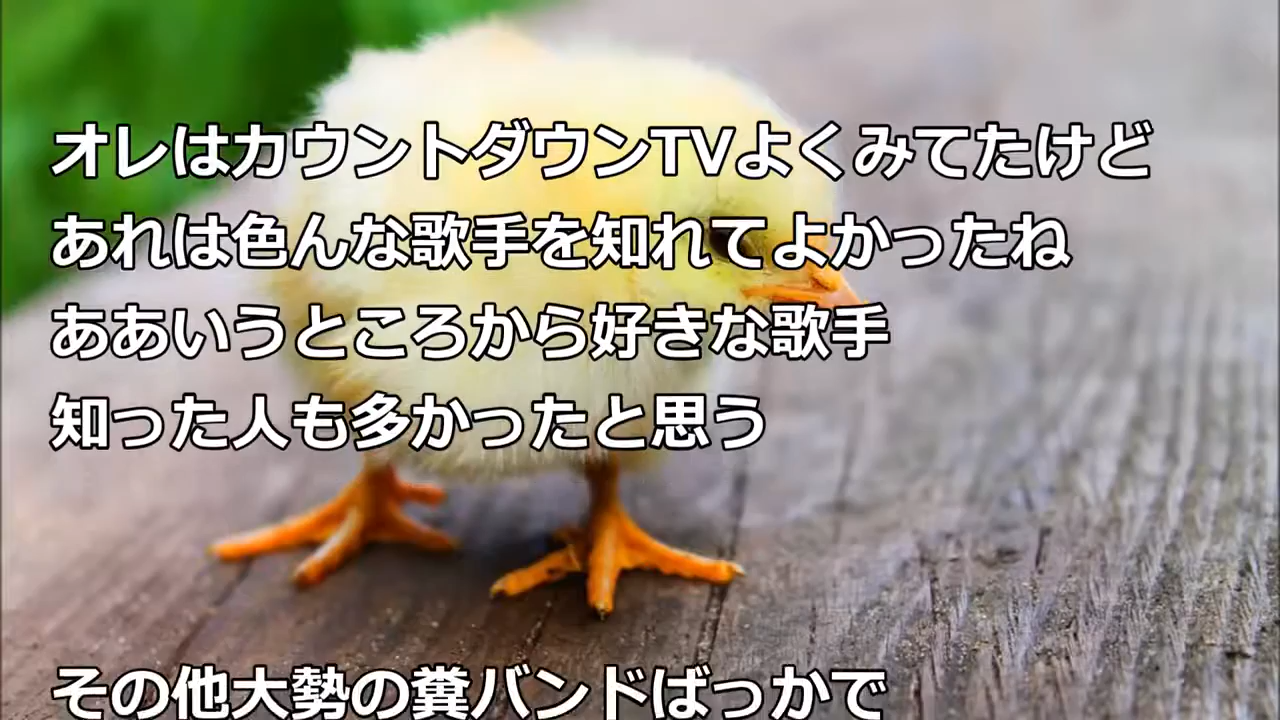 オレはカウントダウンTVよくみてたけど
あれは色んな歌手を知れてよかったね
ああいうところから好きな歌手
知った人も多かったと思う
その他大勢の糞バンドばっかで